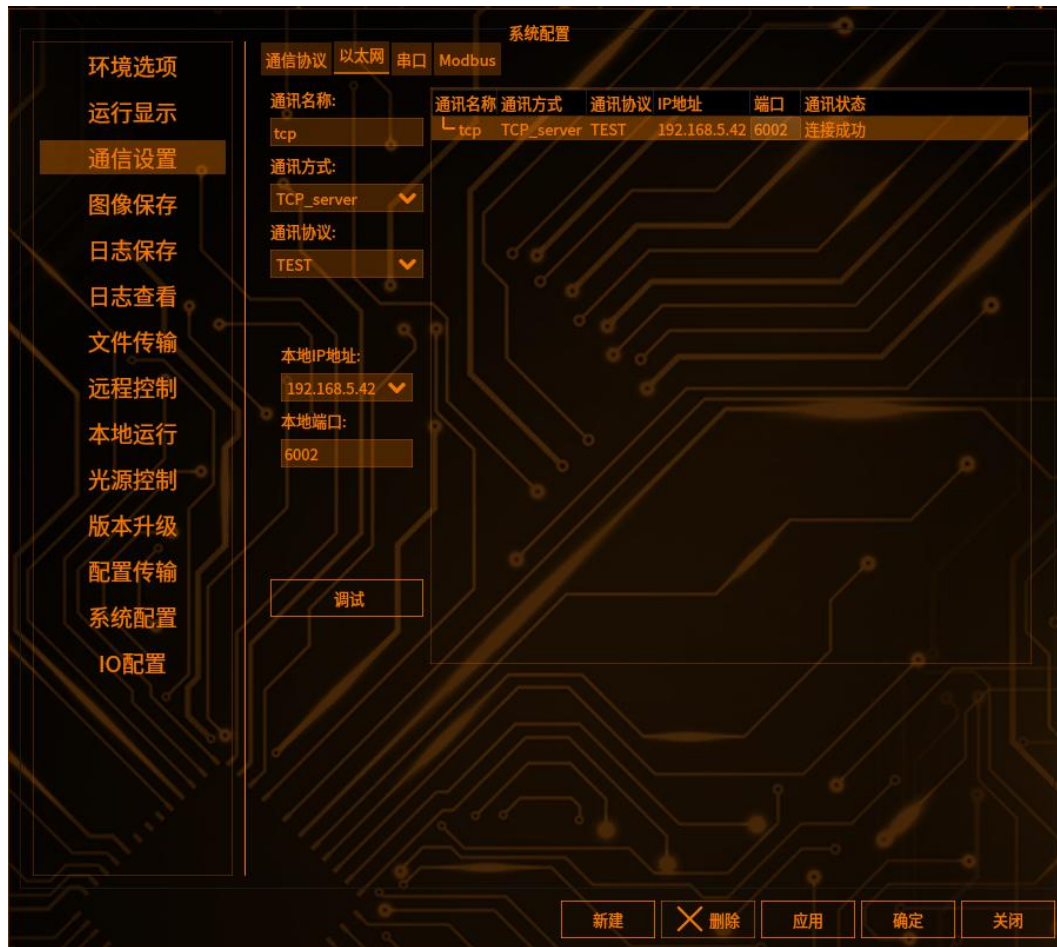 系统配置
环境选项
运行显示
通信设置
图像保存
日志保存
日志查看
文件传输
远程控制
本地运行
光源控制
版本升级
配置传输
系统配置
IO配置
通信协议 以太网 串口 Modbus
通讯名称:
tcp
通讯方式:
TCP_server
通讯协议:
TEST
本地IP地址:
192.168.5.42
本地端口:
6002
调试
通讯名称 通讯方式 通讯协议 IP地址 端口 通讯状态
tcp TCP_server TEST 192.168.5.42 6002 连接成功
新建 删除 应用 确定 关闭